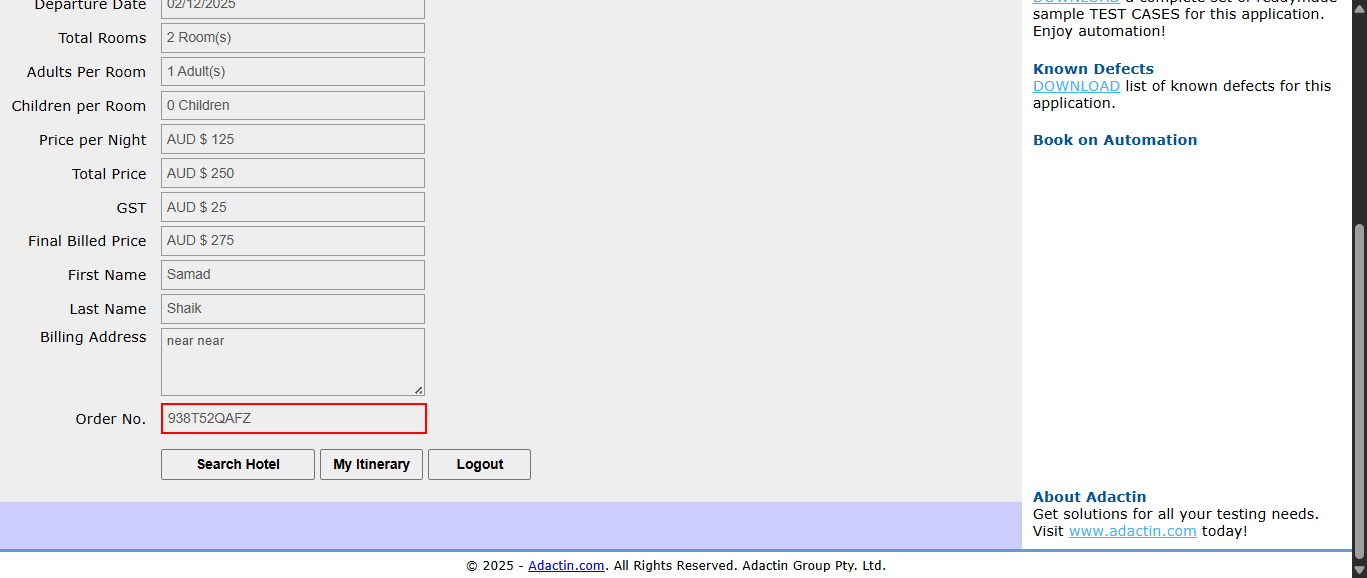 Departure Date 02/12/2025
Total Rooms 2 Room(s)
Adults Per Room 1 Adult(s)
Children per Room 0 Children
Price per Night AUD $ 125
Total Price AUD $ 250
GST AUD $ 25
Final Billed Price AUD $ 275
First Name Samad
Last Name Shaik
Billing Address near near
Order No. 938T52QAFZ
Search Hotel My Itinerary Logout
DOWNLOAD a complete set of readymade
sample TEST CASES for this application.
Enjoy automation!
Known Defects
DOWNLOAD list of known defects for this
application.
Book on Automation
About Adactin
Get solutions for all your testing needs.
Visit www.adactin.com today!
© 2025 - Adactin.com. All Rights Reserved. Adactin Group Pty. Ltd.